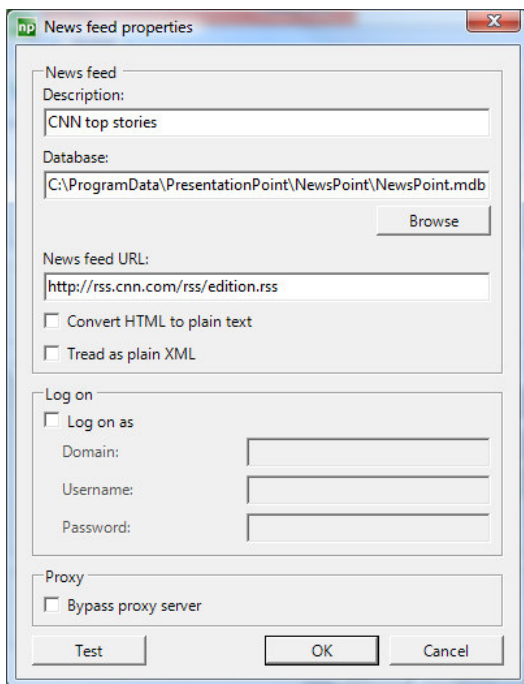 np News feed properties
News feed
Description:
CNN top stories
Database:
C:\ProgramData\PresentationPoint\NewsPoint\NewsPoint.mdb
Browse
News feed URL:
http://rss.cnn.com/rss/edition.rss
Convert HTML to plain text
Tread as plain XML
Log on
Log on as
Domain:
Username:
Password:
Proxy
Bypass proxy server
Test OK Cancel